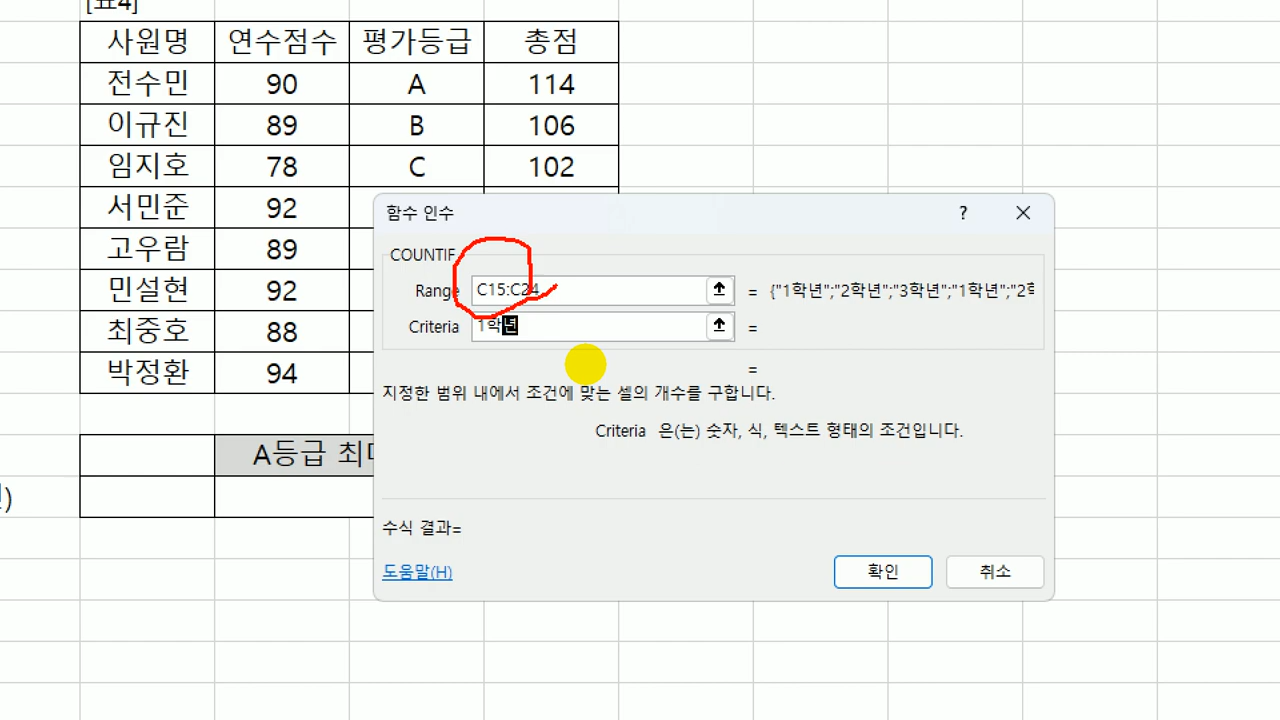 [표4]
사원명 연수점수 평가등급 총점
전수민 90 A 114
이규진 89 B 106
임지호 78 C 102
서민준 92
고우람 89
민설현 92
최중호 88
박정환 94
A등급 최
함수 인수 ?
COUNTIF
Range C15:C24 = {"1학년";"2학년";"3학년";"1학년";"2학
Criteria 1학년 =
=
지정한 범위 내에서 조건에 맞는 셀의 개수를 구합니다.
Criteria 은(는) 숫자, 식, 텍스트 형태의 조건입니다.
수식 결과=
도움말(H) 확인 취소